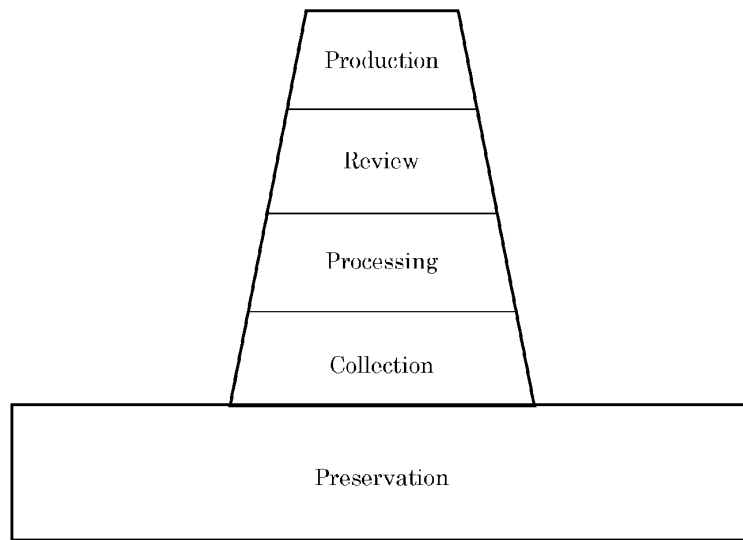 Production
Review
Processing
Collection
Preservation